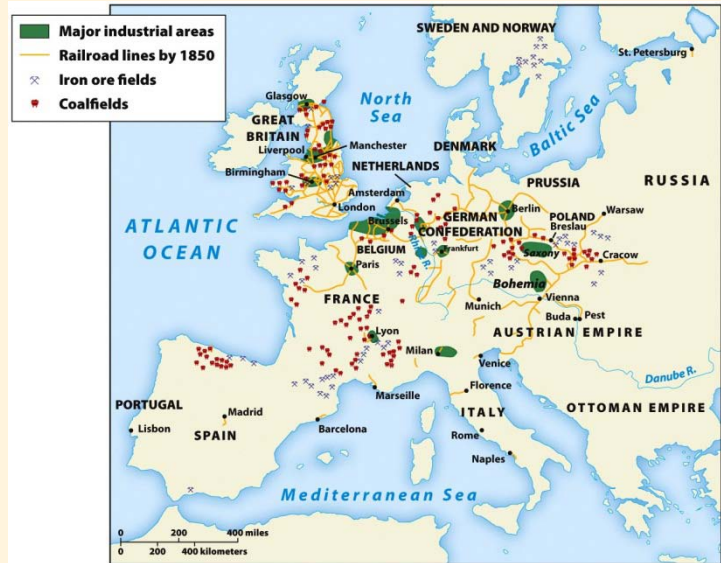 Major industrial areas
Railroad lines by 1850
Iron ore fields
Coalfields
SWEDEN AND NORWAY
St. Petersburg
North
Sea
Baltic Sea
Glasgow
GREAT
BRITAIN
Liverpool
Manchester
Birmingham
London
DENMARK
NETHERLANDS
Amsterdam
PRUSSIA
RUSSIA
ATLANTIC
OCEAN
Brussels
BELGIUM
GERMAN
CONFEDERATION
Rhine R.
Frankfurt
Berlin
POLAND
Warsaw
Breslau
Saxony
Cracow
Bohemia
Paris
FRANCE
Munich
Vienna
Buda
Pest
AUSTRIAN EMPIRE
Lyon
Milan
Venice
Danube R.
Florence
OTTOMAN EMPIRE
Marseille
ITALY
Rome
Naples
PORTUGAL
Lisbon
Madrid
SPAIN
Barcelona
Mediterranean Sea
0 200 400 miles
0 200 400 kilometers